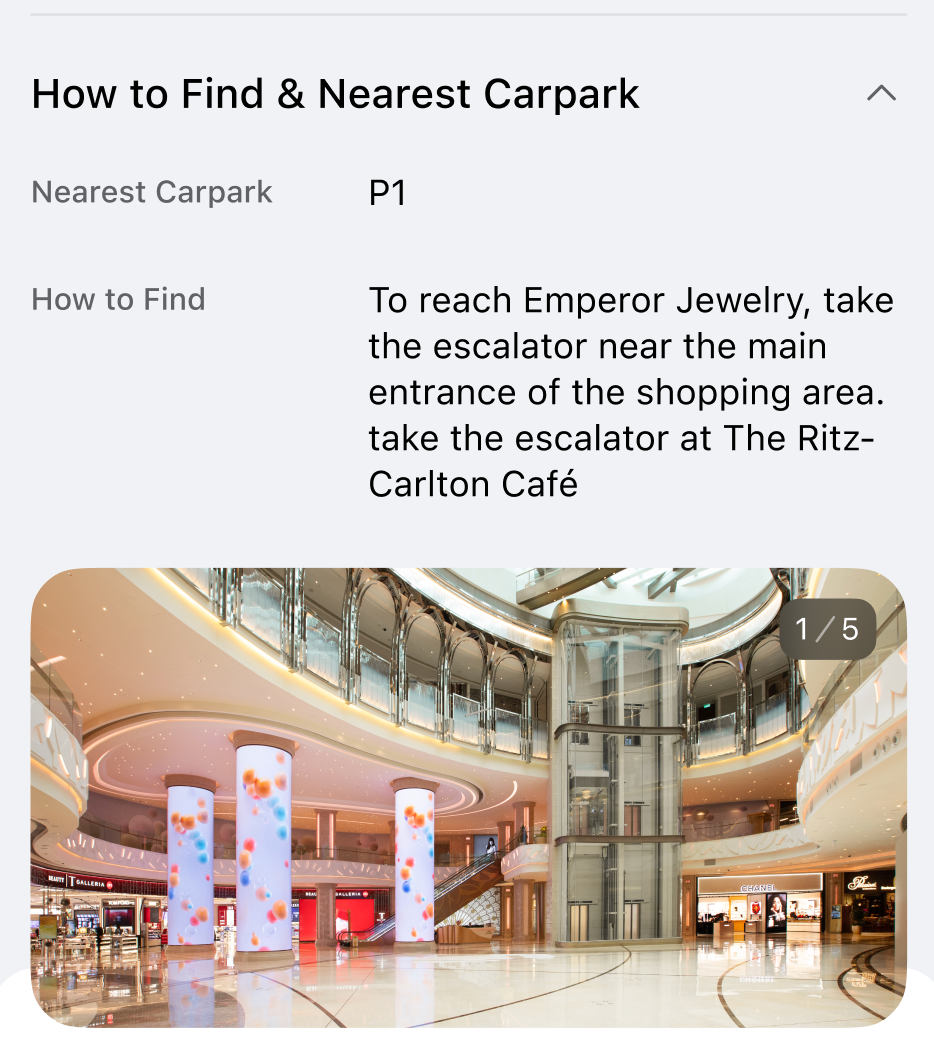 How to Find & Nearest Carpark
Nearest Carpark
P1
How to Find
To reach Emperor Jewelry, take
the escalator near the main
entrance of the shopping area.
take the escalator at The Ritz-
Carlton Café
1 / 5
BEAUTY T GALLERIA
TOM FORD
GALLERIA
CHANEL